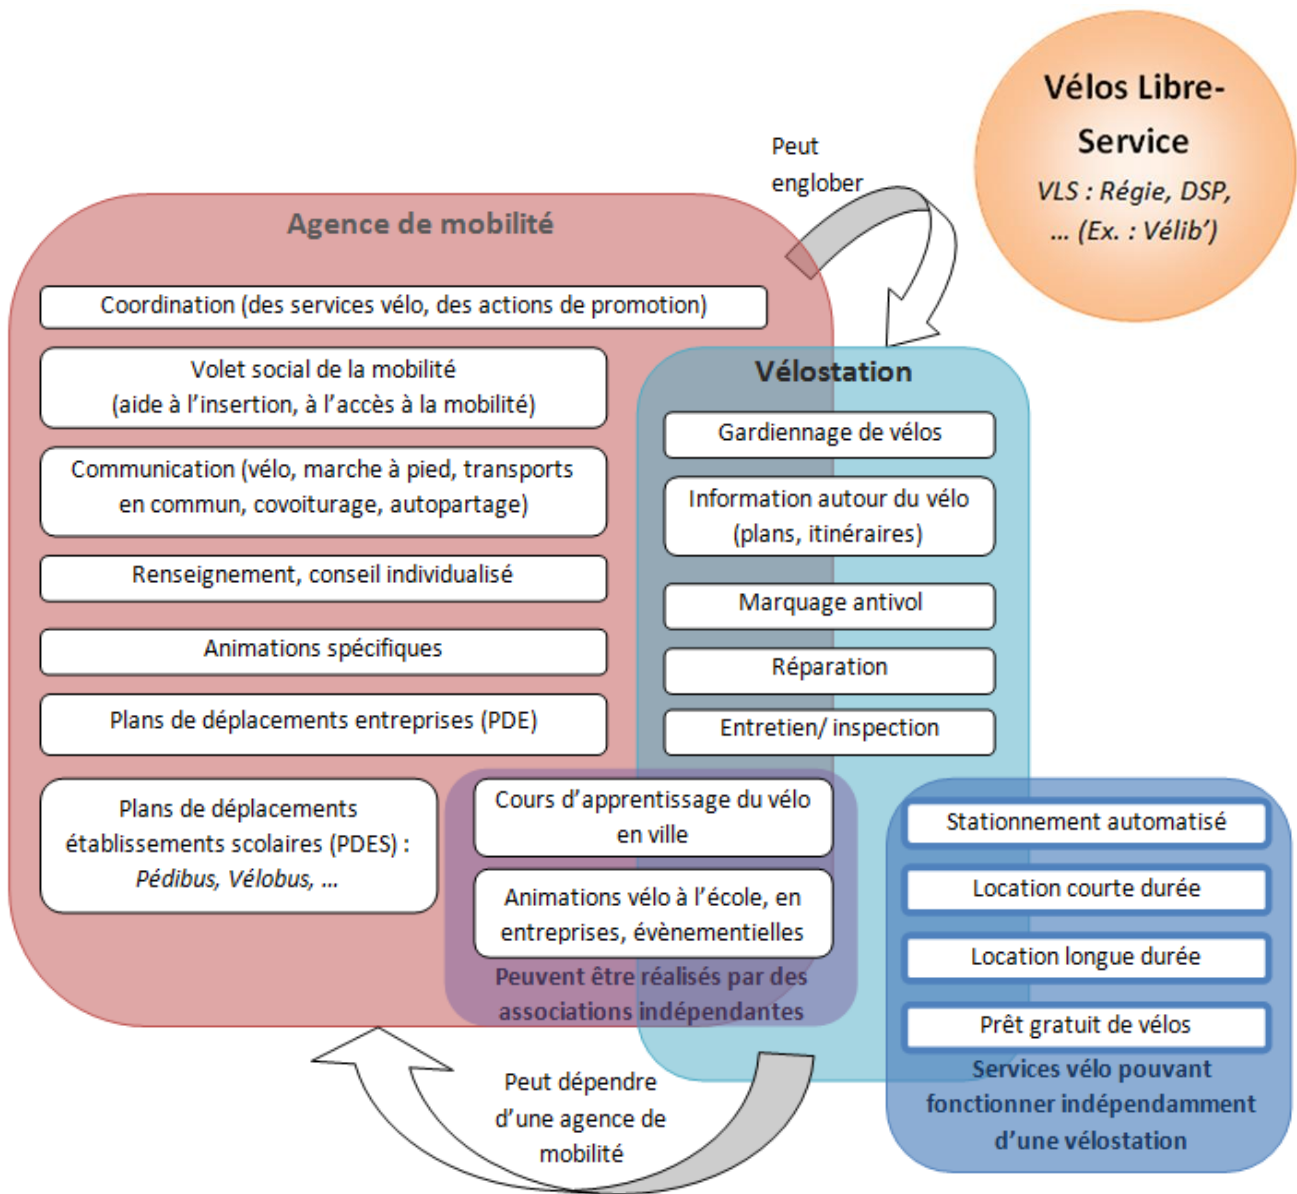 Vélos Libre-
Service
VLS : Régie, DSP,
... (Ex. : Vélib’)
Peut
englober
Agence de mobilité
Coordination (des services vélo, des actions de promotion)
Volet social de la mobilité
(aide à l’insertion, à l’accès à la mobilité)
Communication (vélo, marche à pied, transports
en commun, covoiturage, autopartage)
Renseignement, conseil individualisé
Animations spécifiques
Plans de déplacements entreprises (PDE)
Plans de déplacements
établissements scolaires (PDES) :
Pédibus, Vélobus, ...
Vélostation
Gardiennage de vélos
Information autour du vélo
(plans, itinéraires)
Marquage antivol
Réparation
Entretien/ inspection
Cours d’apprentissage du vélo
en ville
Animations vélo à l’école, en
entreprises, évènementielles
Peuvent être réalisés par des
associations indépendantes
Stationnement automatisé
Location courte durée
Location longue durée
Prêt gratuit de vélos
Services vélo pouvant
fonctionner indépendamment
d’une vélostation
Peut dépendre
d’une agence de
mobilité